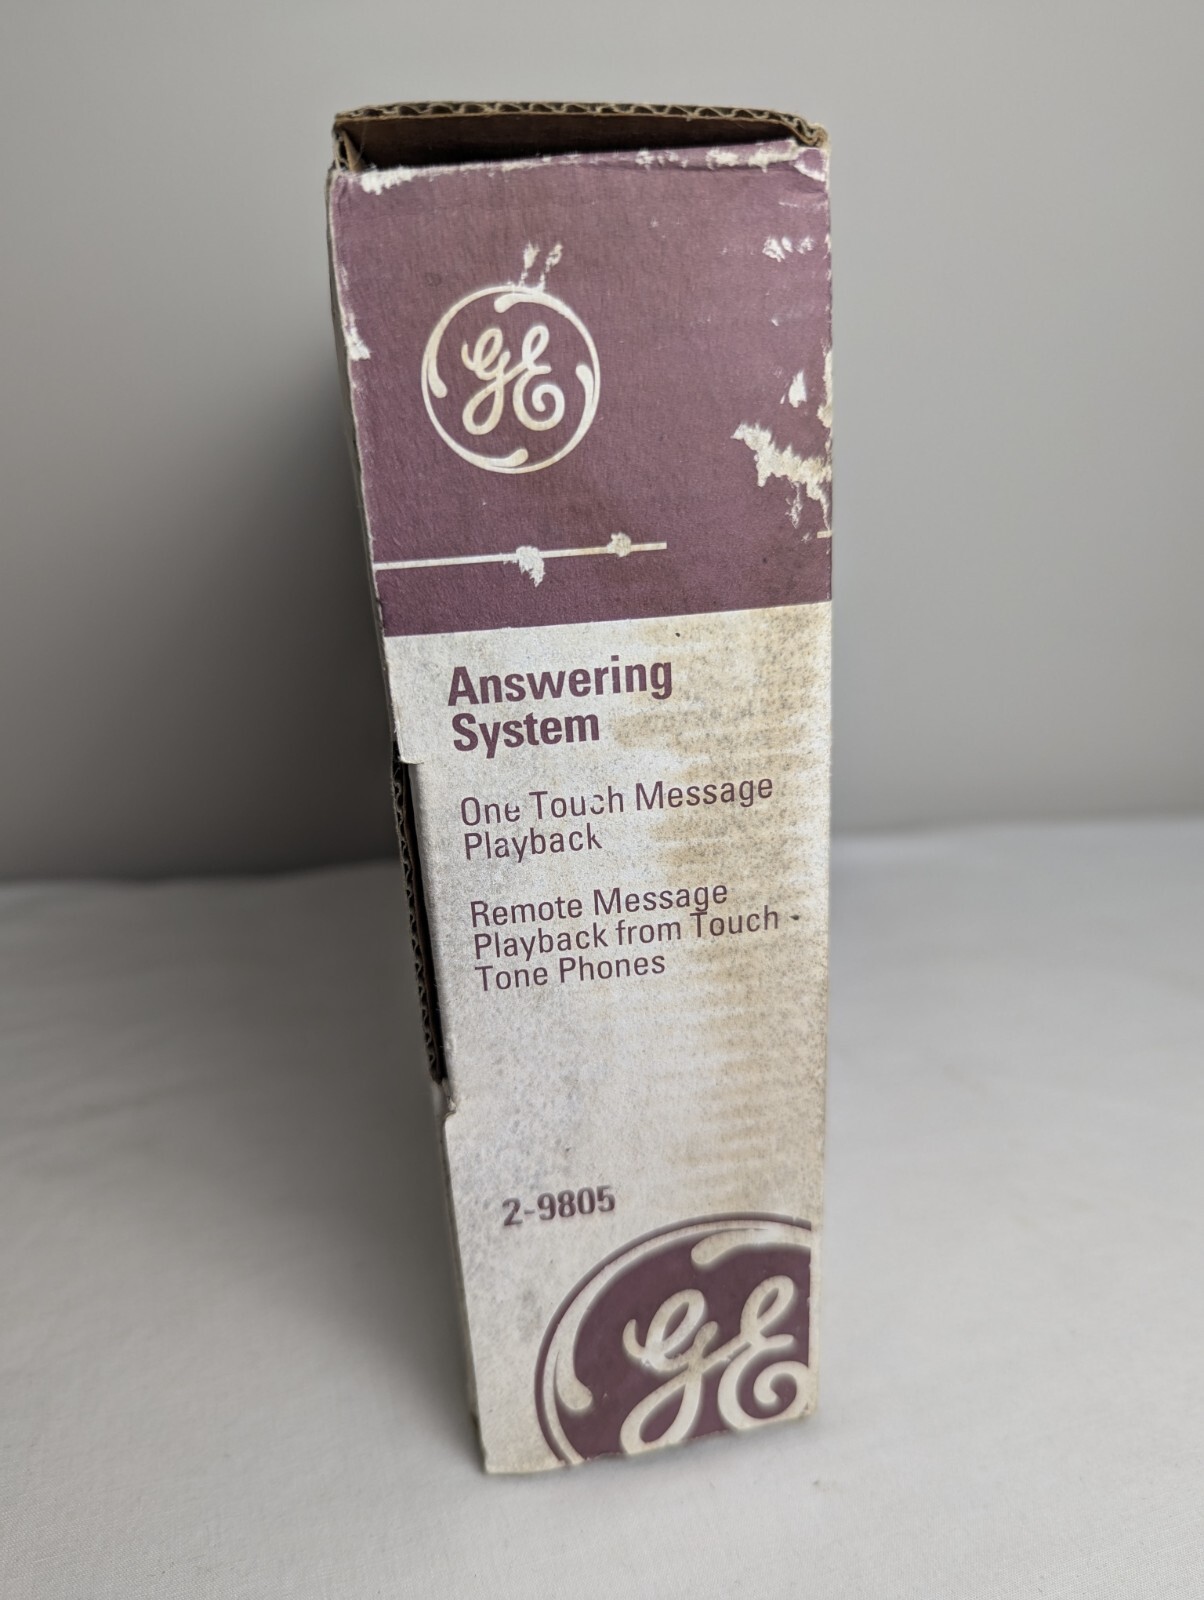 GE
Answering
System
One Touch Message
Playback
Remote Message
Playback from Touch -
Tone Phones
2-9805
GE